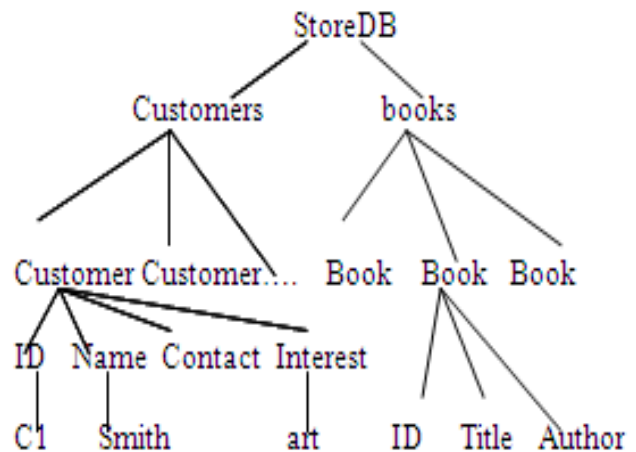 StoreDB
Customers books
Customer Customer.... Book Book Book
ID Name Contact Interest
C1 Smith art ID Title Author